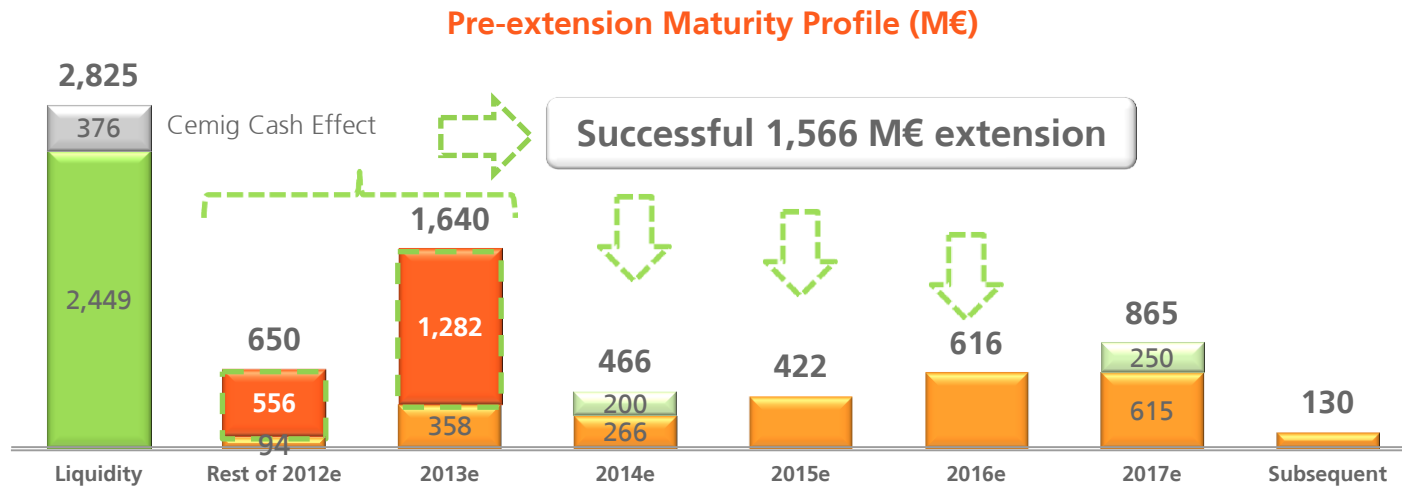 Pre-extension Maturity Profile (M€)
2,825
376
Cemig Cash Effect
Successful 1,566 M€ extension
2,449
650
556
94
1,640
1,282
358
466
200
266
422
616
865
250
615
130
Liquidity
Rest of 2012e
2013e
2014e
2015e
2016e
2017e
Subsequent